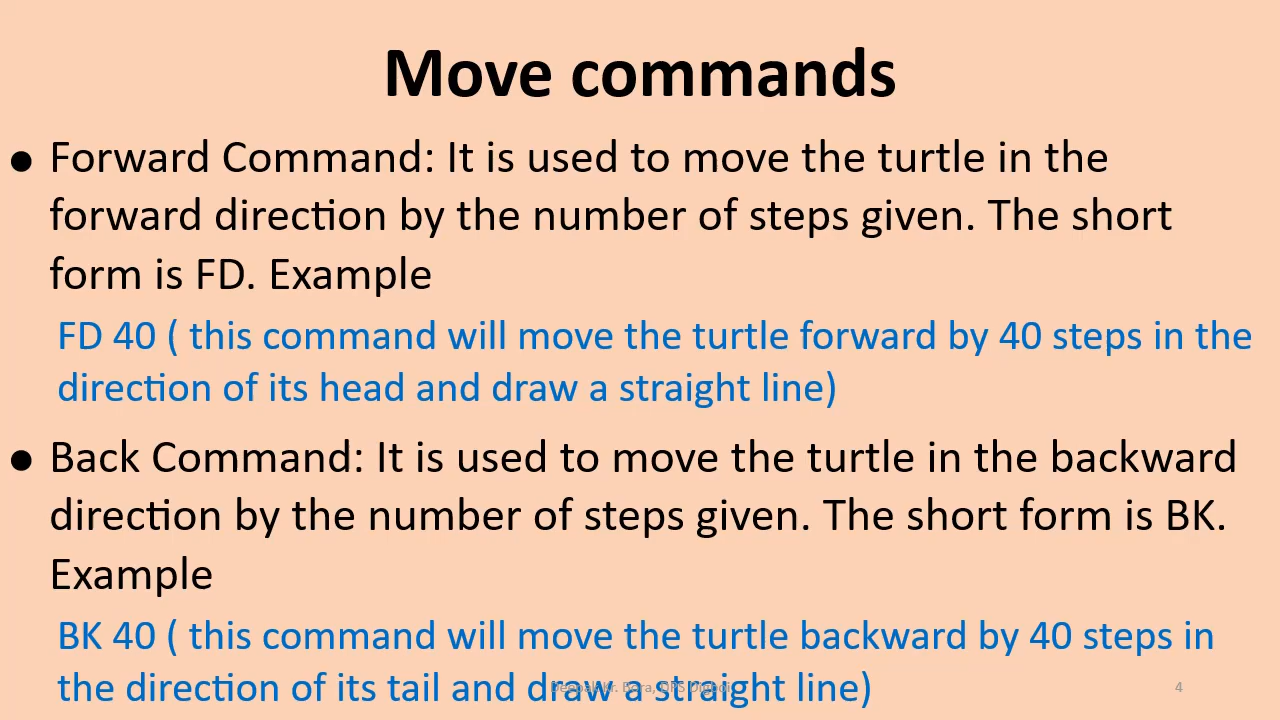 Move commands
• Forward Command: It is used to move the turtle in the
forward direction by the number of steps given. The short
form is FD. Example
FD 40 ( this command will move the turtle forward by 40 steps in the
direction of its head and draw a straight line)
• Back Command: It is used to move the turtle in the backward
direction by the number of steps given. The short form is BK.
Example
BK 40 ( this command will move the turtle backward by 40 steps in
the direction of its tail and draw a straight line)
Deepak Kr. Bora, DPS Digboi
4